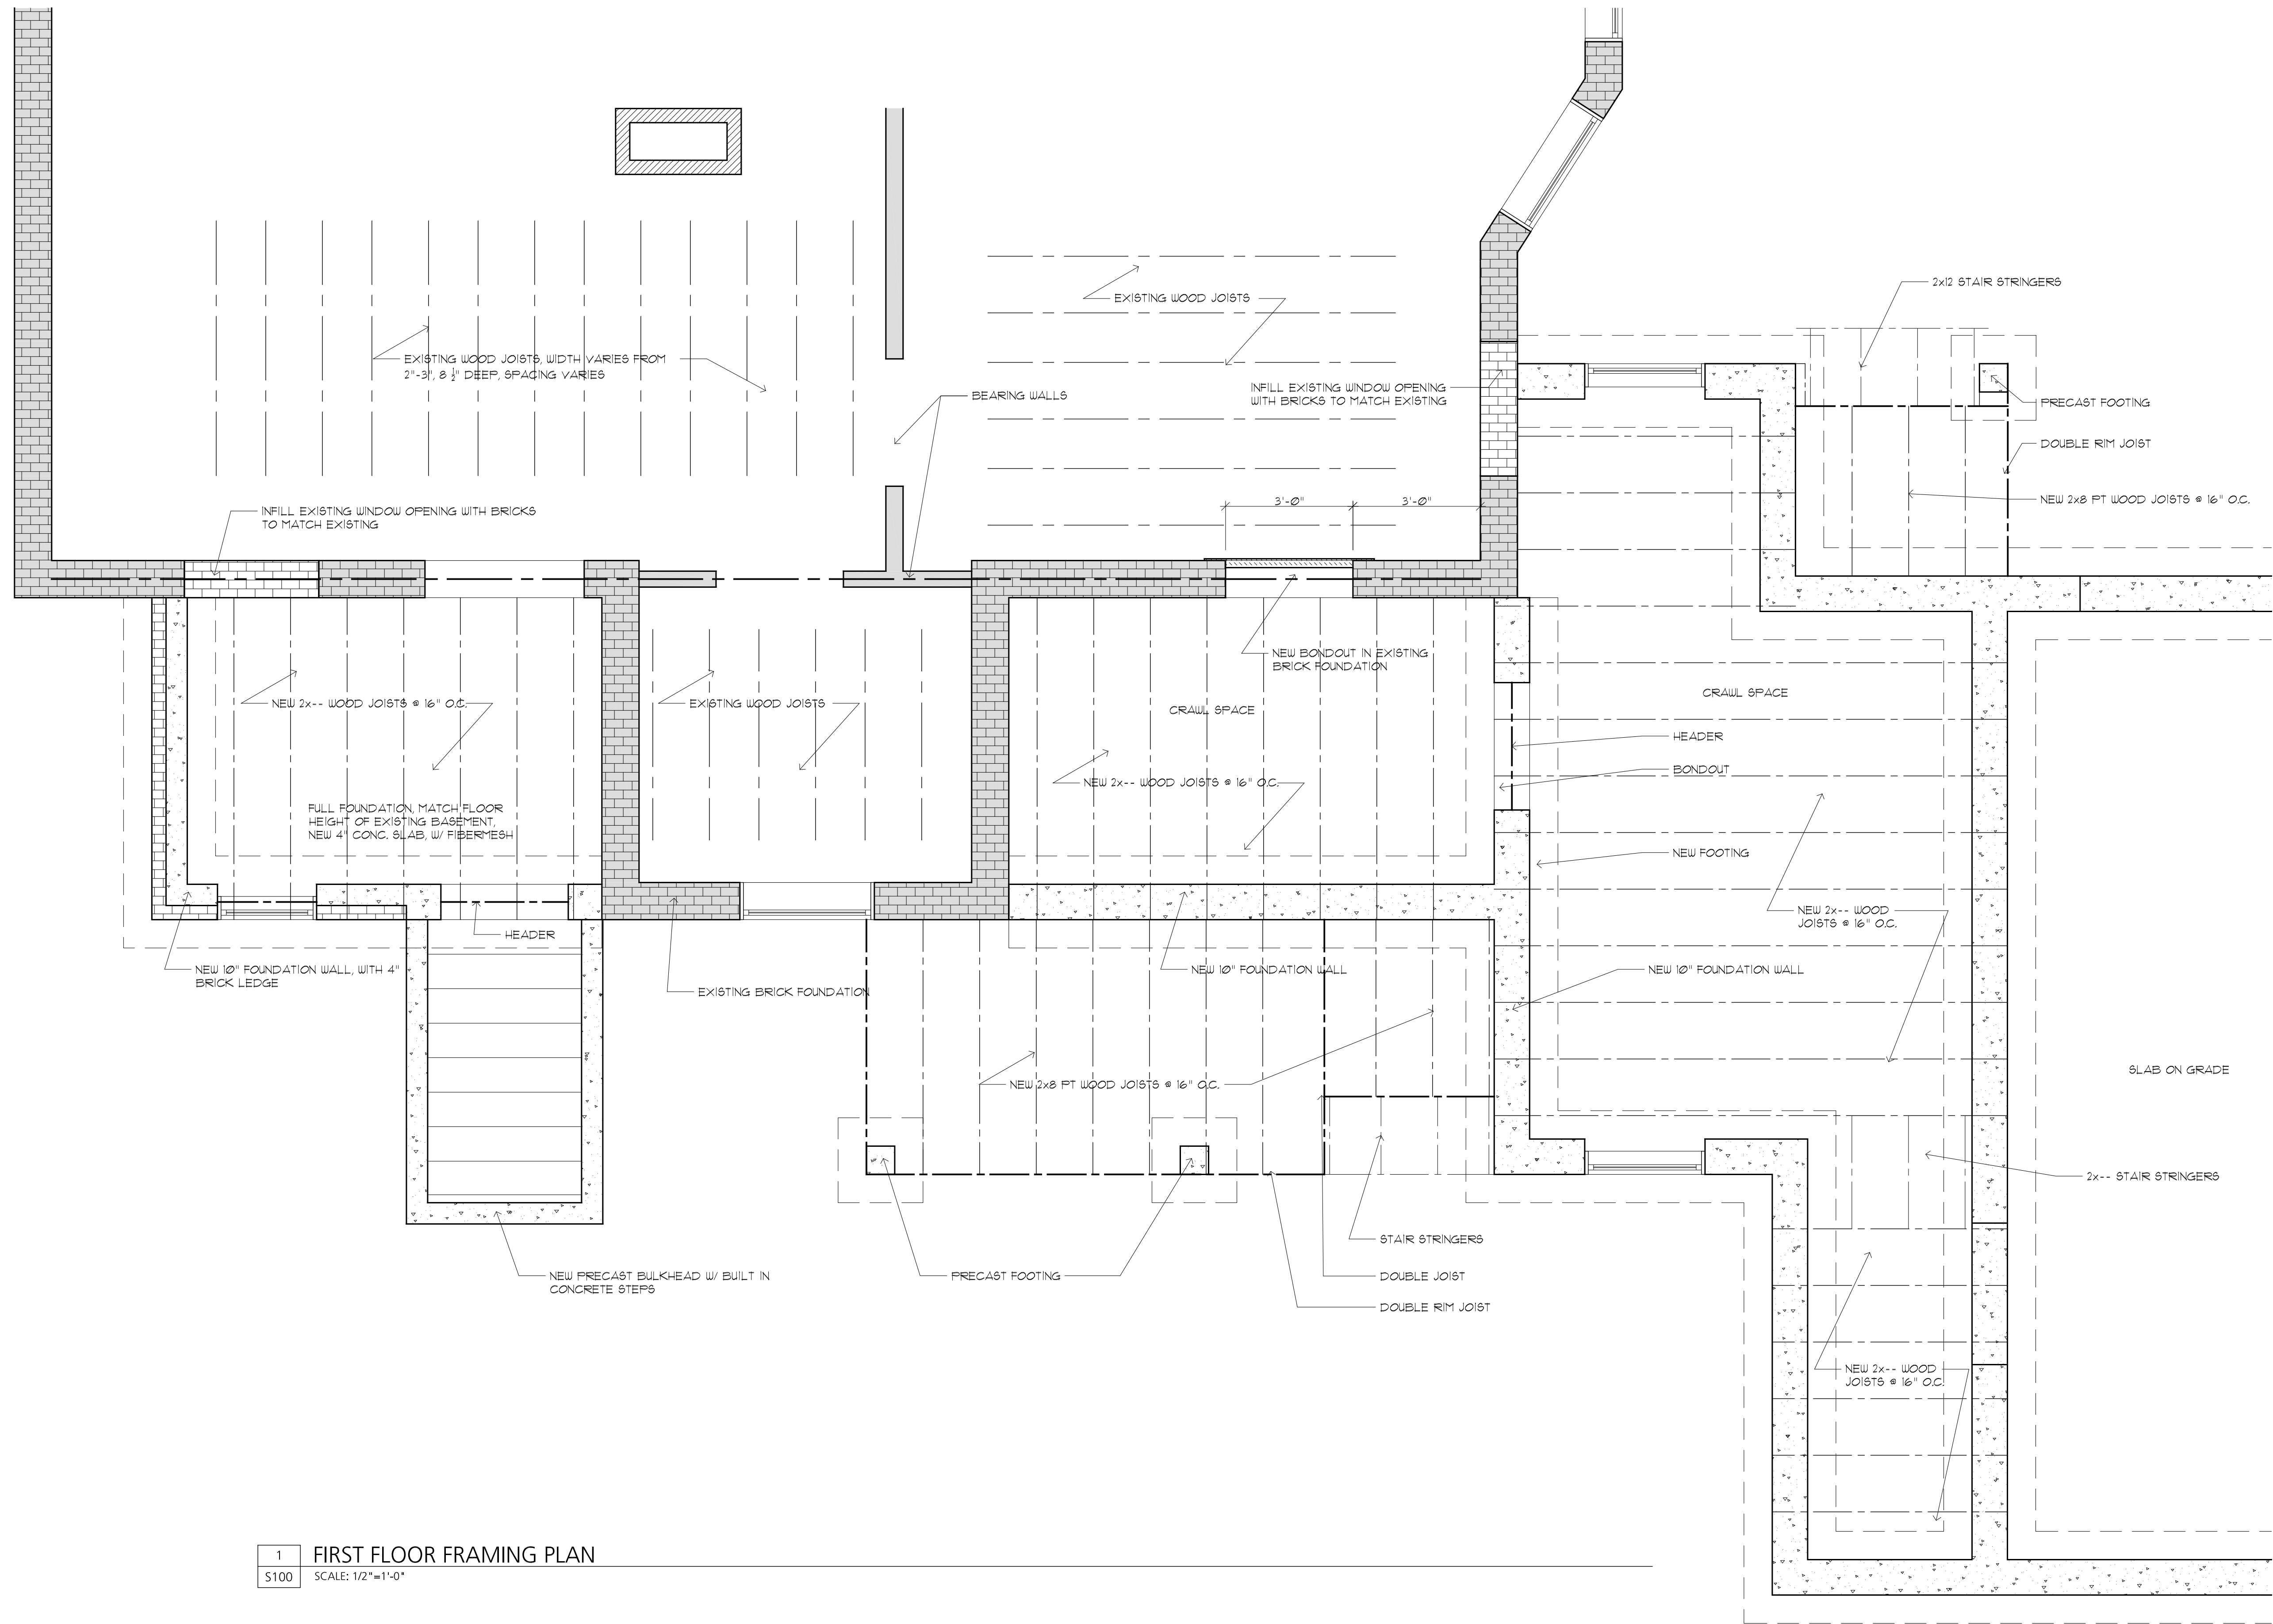 2x12 STAIR STRINGERS
EXISTING WOOD JOISTS
EXISTING WOOD JOISTS, WIDTH VARIES FROM
2"-3", 8 1/2" DEEP, SPACING VARIES
BEARING WALLS
INFILL EXISTING WINDOW OPENING
WITH BRICKS TO MATCH EXISTING
PRECAST FOOTING
DOUBLE RIM JOIST
NEW 2x8 PT WOOD JOISTS @ 16" O.C.
3'-0"
3'-0"
INFILL EXISTING WINDOW OPENING WITH BRICKS
TO MATCH EXISTING
NEW BONDOUT IN EXISTING
BRICK FOUNDATION
CRAWL SPACE
NEW 2x-- WOOD JOISTS @ 16" O.C.
EXISTING WOOD JOISTS
CRAWL SPACE
HEADER
BONDOUT
NEW 2x-- WOOD JOISTS @ 16" O.C.
FULL FOUNDATION, MATCH FLOOR
HEIGHT OF EXISTING BASEMENT,
NEW 4" CONC. SLAB, W/ FIBERMESH
NEW FOOTING
NEW 2x-- WOOD
JOISTS @ 16" O.C.
HEADER
NEW 10" FOUNDATION WALL, WITH 4"
BRICK LEDGE
EXISTING BRICK FOUNDATION
NEW 10" FOUNDATION WALL
NEW 10" FOUNDATION WALL
SLAB ON GRADE
NEW 2x8 PT WOOD JOISTS @ 16" O.C.
2x-- STAIR STRINGERS
STAIR STRINGERS
NEW PRECAST BULKHEAD W/ BUILT IN
CONCRETE STEPS
PRECAST FOOTING
DOUBLE JOIST
DOUBLE RIM JOIST
NEW 2x-- WOOD
JOISTS @ 16" O.C.
1
FIRST FLOOR FRAMING PLAN
S100
SCALE: 1/2"=1'-0"